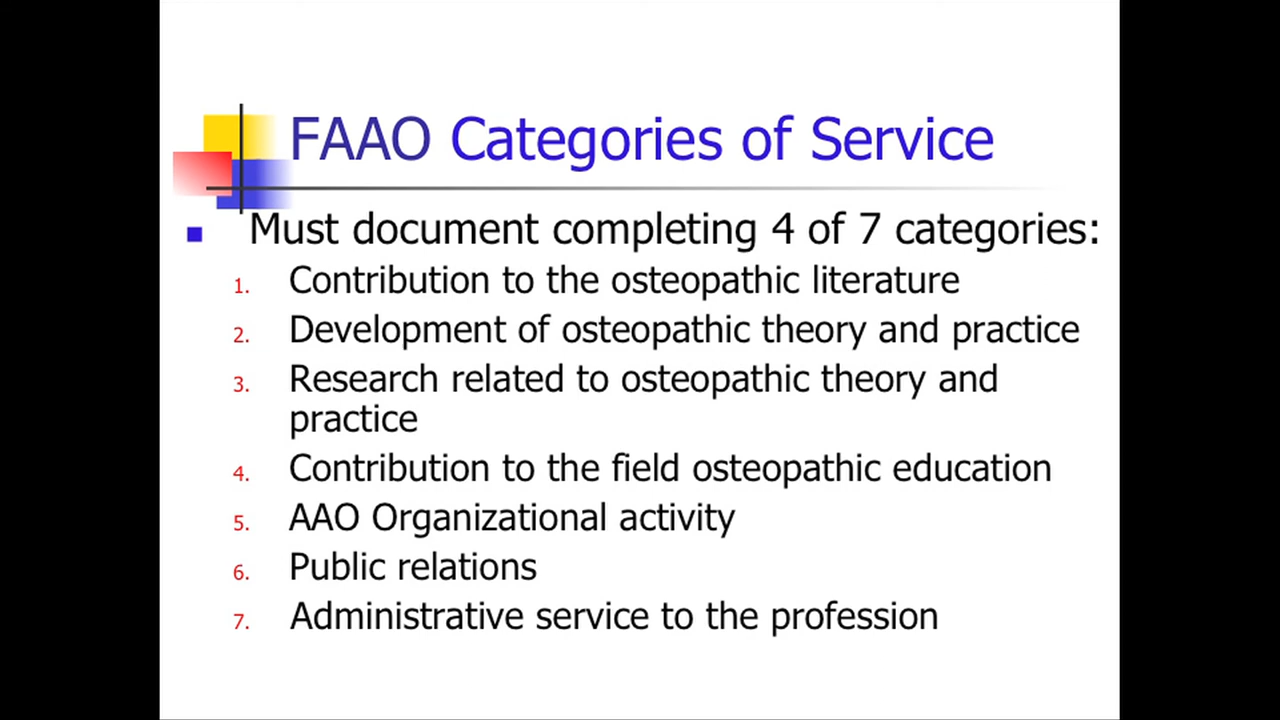 FAAO Categories of Service
Must document completing 4 of 7 categories:
1. Contribution to the osteopathic literature
2. Development of osteopathic theory and practice
3. Research related to osteopathic theory and
practice
4. Contribution to the field osteopathic education
5. AAO Organizational activity
6. Public relations
7. Administrative service to the profession